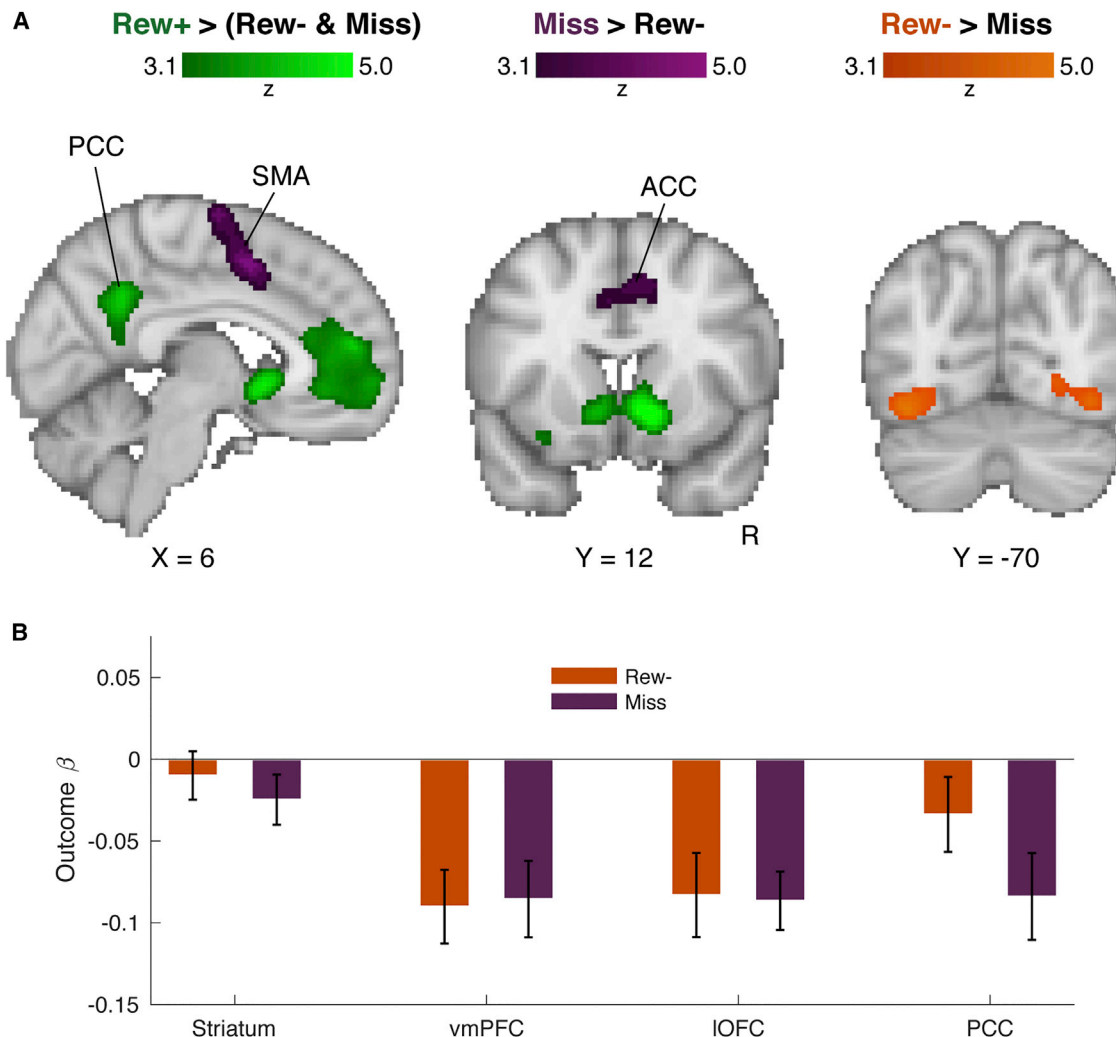 A
Rew+ > (Rew- & Miss)
Miss > Rew-
Rew- > Miss
3.1 5.0
z
3.1 5.0
z
3.1 5.0
z
PCC
SMA
ACC
R
X = 6
Y = 12
Y = -70
B
Rew-
Miss
Outcome β
0.05
0
-0.05
-0.1
-0.15
Striatum
vmPFC
lOFC
PCC